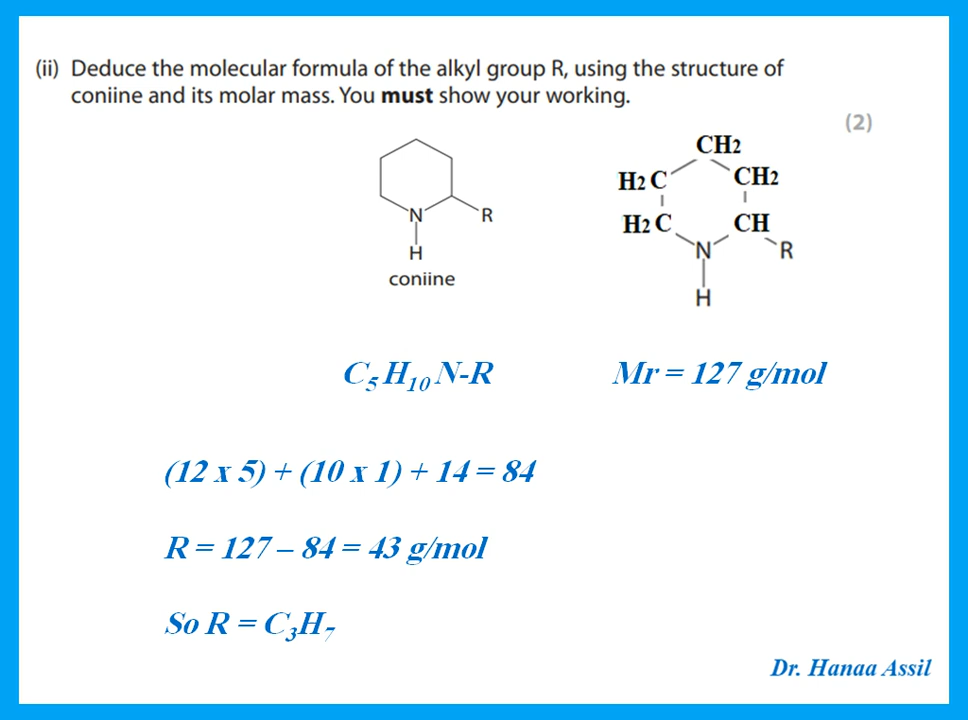 (ii) Deduce the molecular formula of the alkyl group R, using the structure of
coniine and its molar mass. You must show your working.
(2)
N
R
H
coniine
CH2
H2 C
CH2
H2 C
CH
N
R
H
C5 H10 N-R
Mr = 127 g/mol
(12 x 5) + (10 x 1) + 14 = 84
R = 127 – 84 = 43 g/mol
So R = C3H7
Dr. Hanaa Assil